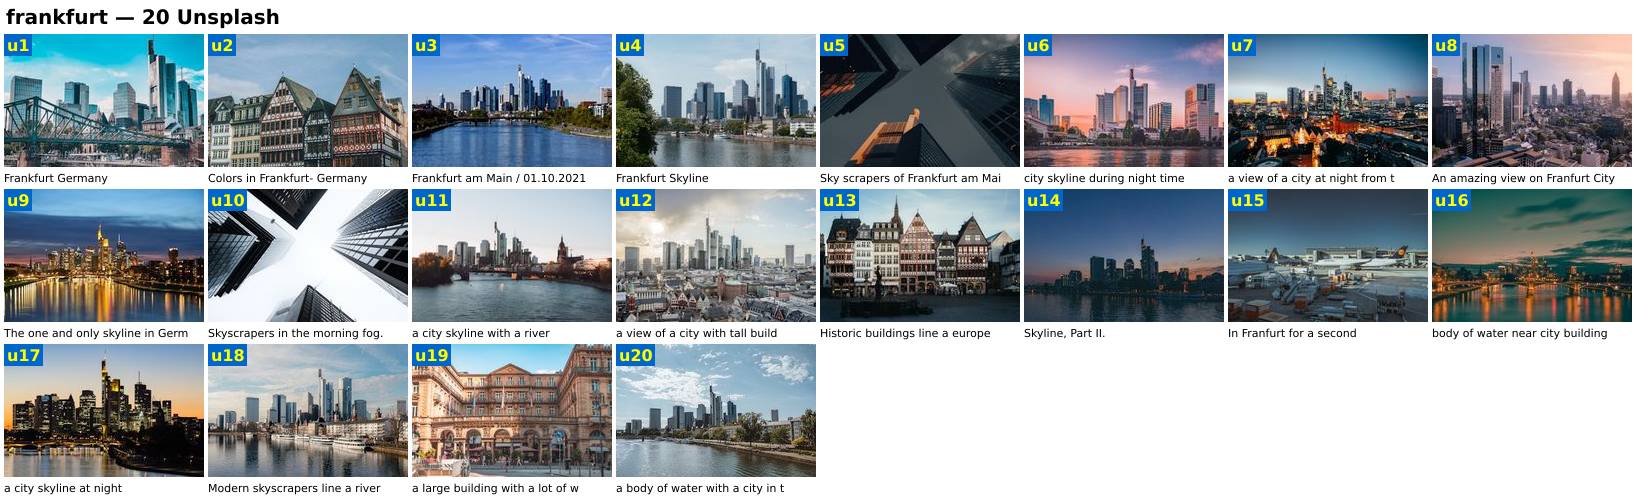 frankfurt — 20 Unsplash
u1
u2
u3
u4
u5
u6
u7
u8
Frankfurt Germany
Colors in Frankfurt- Germany
Frankfurt am Main / 01.10.2021
Frankfurt Skyline
Sky scrapers of Frankfurt am Mai
city skyline during night time
a view of a city at night from t
An amazing view on Franfurt City
u9
u10
u11
u12
u13
u14
u15
u16
The one and only skyline in Germ
Skyscrapers in the morning fog.
a city skyline with a river
a view of a city with tall build
Historic buildings line a europe
Skyline, Part II.
In Franfurt for a second
body of water near city building
u17
u18
u19
u20
a city skyline at night
Modern skyscrapers line a river
a large building with a lot of w
a body of water with a city in t